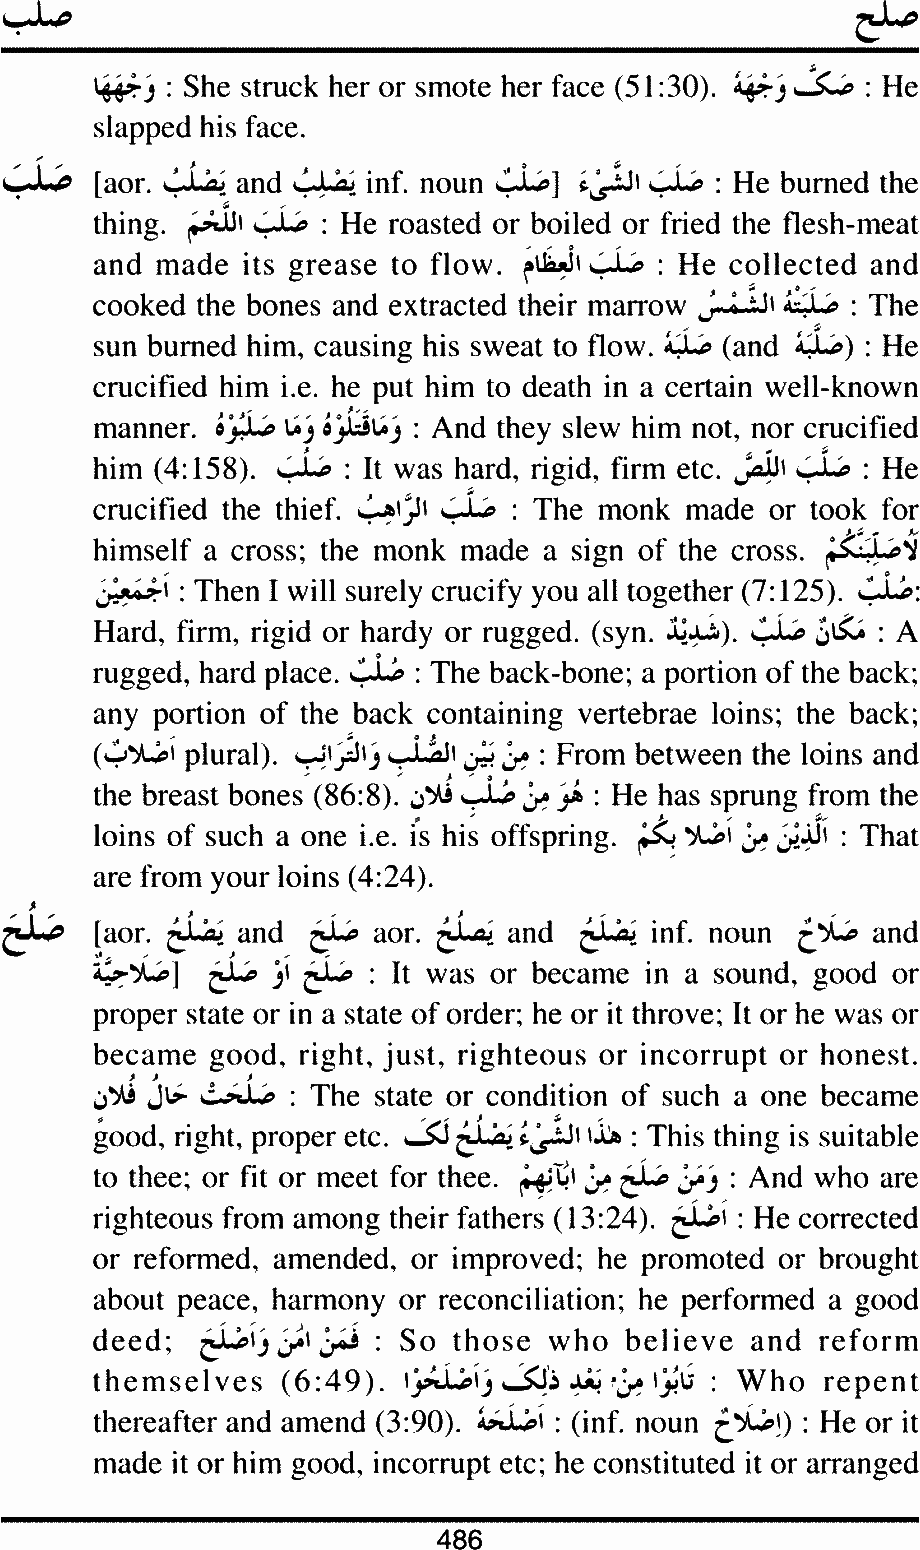 صلب صلح
وَجْهَهَا : She struck her or smote her face (51:30). صَکَّ وَجْهَهٗ : He
slapped his face.
صَلَبَ [aor. یَصْلُبُ and یَصْلِبُ inf. noun صَلْبٌ] صَلَبَ الشَّیْءَ : He burned the
thing. صَلَبَ اللَّحْمَ : He roasted or boiled or fried the flesh-meat
and made its grease to flow. صَلَبَ الْعِظَامَ : He collected and
cooked the bones and extracted their marrow صَلَبَتْهُ الشَّمْسُ : The
sun burned him, causing his sweat to flow. صَلَبَهٗ (and صَلَّبَهٗ) : He
crucified him i.e. he put him to death in a certain well-known
manner. وَمَاقَتَلُوْهُ وَمَا صَلَبُوْهُ : And they slew him not, nor crucified
him (4:158). صَلُبَ : It was hard, rigid, firm etc. صَلَّبَ اللِّصَّ : He
crucified the thief. صَلَّبَ الرَّاهِبُ : The monk made or took for
himself a cross; the monk made a sign of the cross. لَاُصَلِّبَنَّكُمْ
اَجْمَعِیْنَ : Then I will surely crucify you all together (7:125). صُلْبٌ:
Hard, firm, rigid or hardy or rugged. (syn. شَدِیْدٌ). مَکَانٌ صَلْبٌ : A
rugged, hard place. صُلْبٌ : The back-bone; a portion of the back;
any portion of the back containing vertebrae loins; the back;
(اَصْلَابٌ plural). مِنْ بَیْنِ الصُّلْبِ وَالتَّرَائِبِ : From between the loins and
the breast bones (86:8). هُوَ مِنْ صُلْبِ فُلَانٍ : He has sprung from the
loins of such a one i.e. is his offspring. اَلَّذِیْنَ مِنْ اَصْلَابِکُمْ : That
are from your loins (4:24).
صَلُحَ [aor. یَصْلُحُ and صَلَحَ aor. یَصْلُحُ and یَصْلَحُ inf. noun صَلَاحٌ and
صَلَاحِیَةٌ] صَلَحَ اَوْ صَلُحَ : It was or became in a sound, good or
proper state or in a state of order; he or it throve; It or he was or
became good, right, just, righteous or incorrupt or honest.
صَلُحَتْ حَالُ فُلَانٍ : The state or condition of such a one became
good, right, proper etc. هٰذَا الشَّیْءُ یَصْلُحُ لَکَ : This thing is suitable
to thee; or fit or meet for thee. وَمَنْ صَلَحَ مِنْ اٰبَآئِهِمْ : And who are
righteous from among their fathers (13:24). اَصْلَحَ : He corrected
or reformed, amended, or improved; he promoted or brought
about peace, harmony or reconciliation; he performed a good
deed; فَمَنْ اٰمَنَ وَاَصْلَحَ : So those who believe and reform
themselves (6:49). تَابُوْا مِنْ بَعْدِ ذٰلِکَ وَاَصْلَحُوْا : Who repent
thereafter and amend (3:90). اَصْلَحَهٗ : (inf. noun اِصْلَاحٌ) : He or it
made it or him good, incorrupt etc; he constituted it or arranged
486